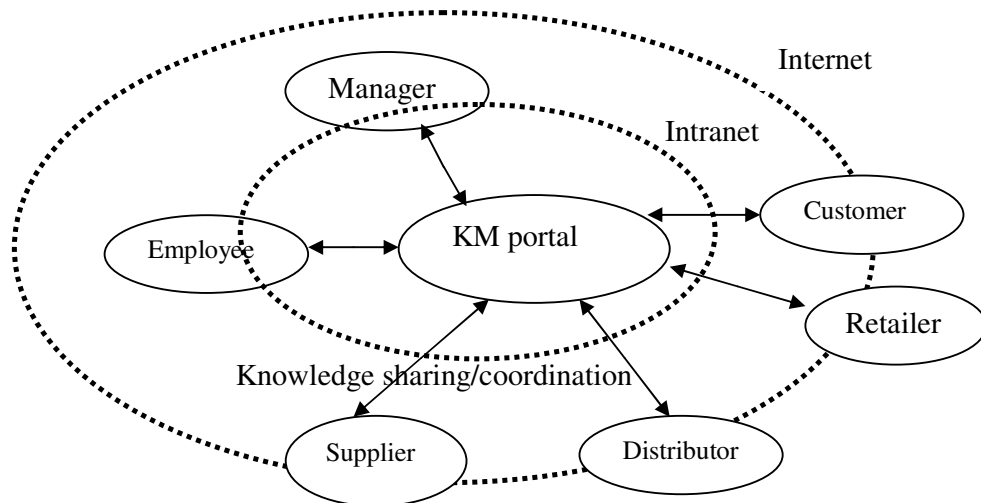 Internet
Manager
Intranet
Customer
KM portal
Employee
Retailer
Knowledge sharing/coordination
Supplier
Distributor